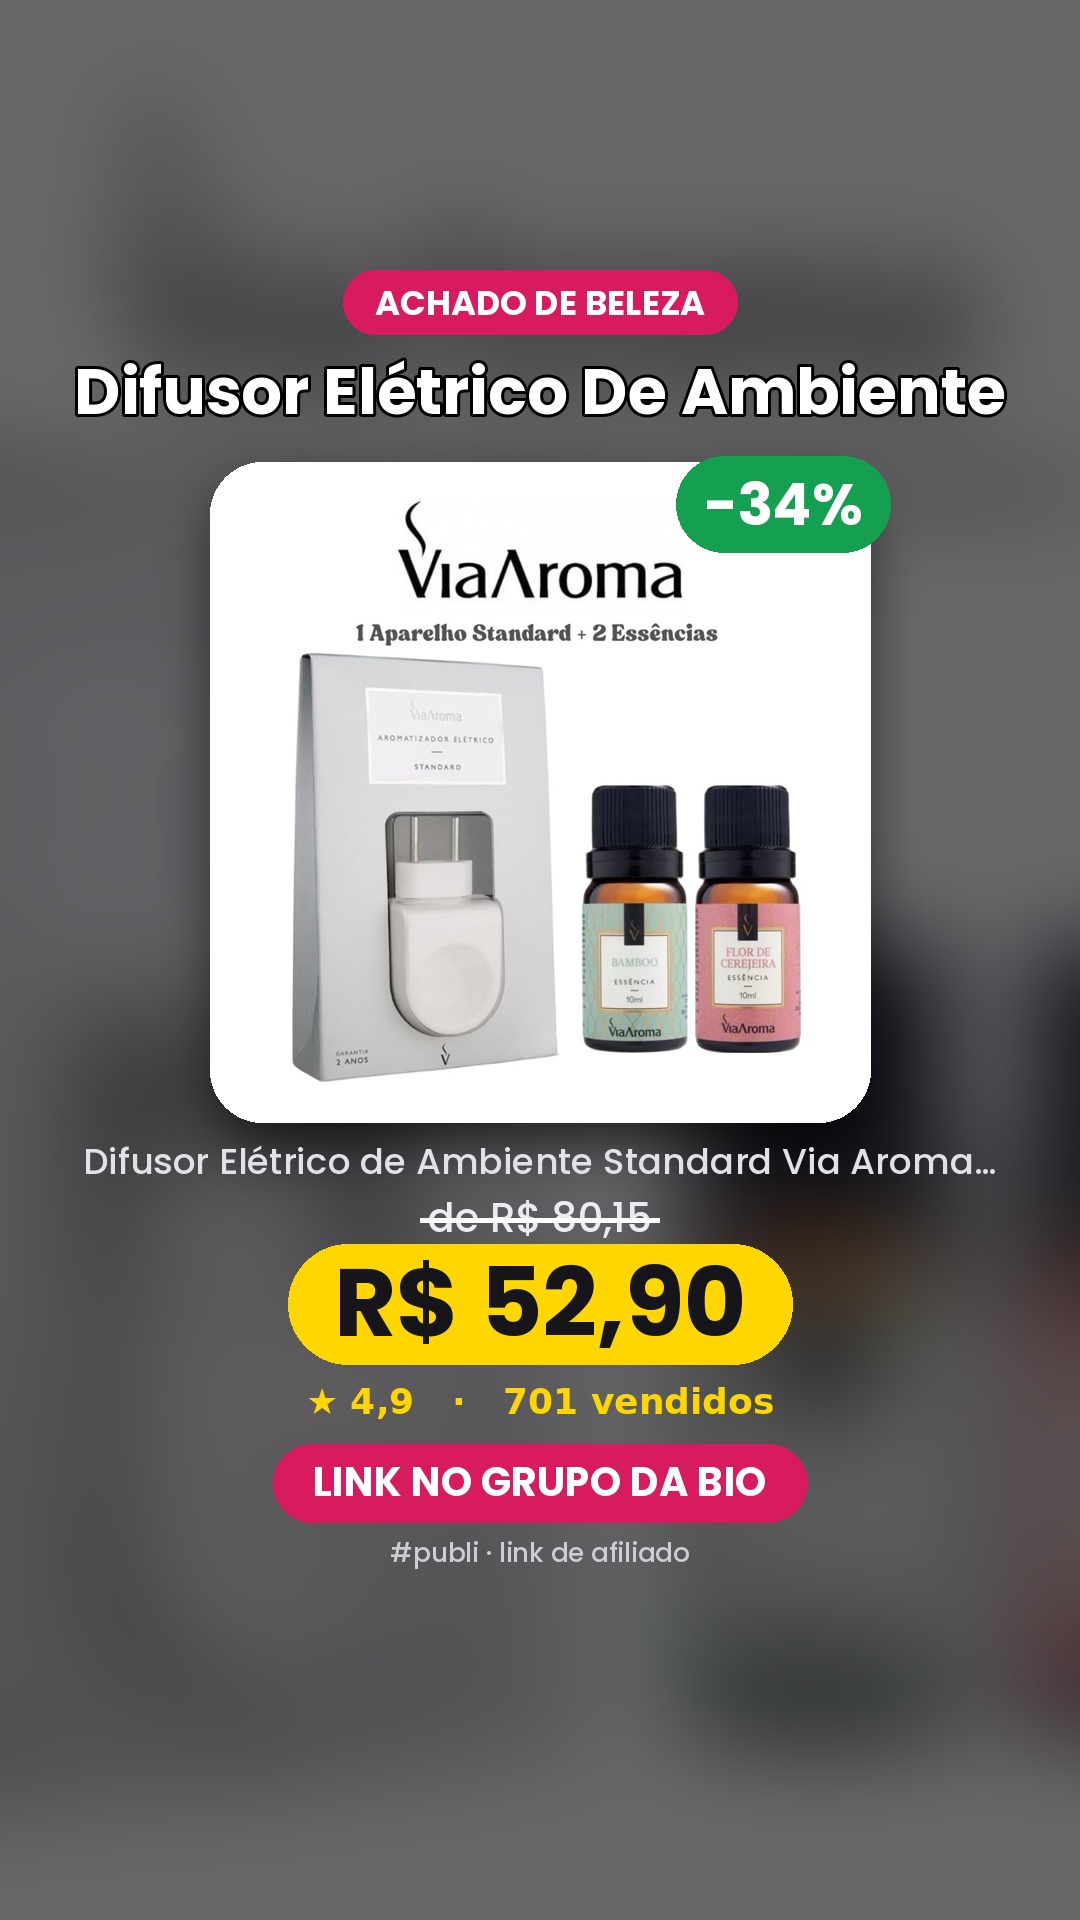 ACHADO DE BELEZA
Difusor Elétrico De Ambiente
-34%
ViaAroma
1 Aparelho Standard + 2 Essências
ViaAroma
AROMATIZADOR ELÉTRICO
STANDARD
GARANTIA
2 ANOS
BAMBOO
ESSÊNCIA
10ml
ViaAroma
FLOR DE
CEREJEIRA
ESSÊNCIA
10ml
ViaAroma
Difusor Elétrico de Ambiente Standard Via Aroma...
de R$ 80,15
R$ 52,90
★ 4,9 · 701 vendidos
LINK NO GRUPO DA BIO
#publi · link de afiliado